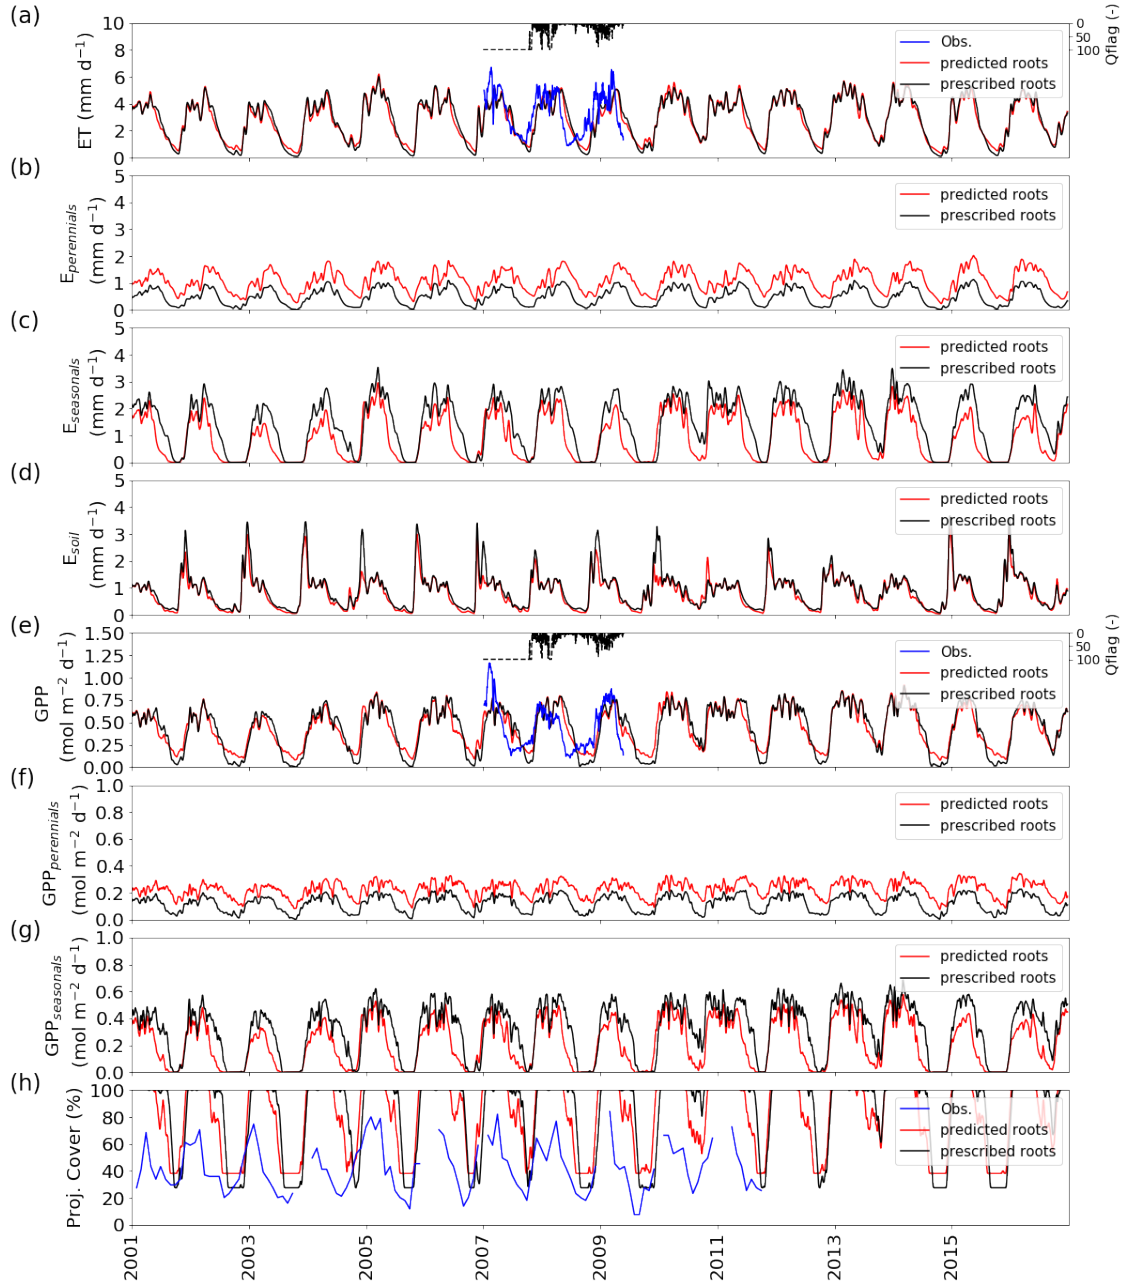 (a)
ET (mm d⁻¹)
10
8
6
4
2
0
Obs.
predicted roots
prescribed roots
0
50
100
Qflag (-)
(b)
E_perennials
(mm d⁻¹)
5
4
3
2
1
0
predicted roots
prescribed roots
(c)
E_seasonals
(mm d⁻¹)
5
4
3
2
1
0
predicted roots
prescribed roots
(d)
E_soil
(mm d⁻¹)
5
4
3
2
1
0
predicted roots
prescribed roots
(e)
GPP
(mol m⁻² d⁻¹)
1.50
1.25
1.00
0.75
0.50
0.25
0.00
Obs.
predicted roots
prescribed roots
0
50
100
Qflag (-)
(f)
GPP_perennials
(mol m⁻² d⁻¹)
1.0
0.8
0.6
0.4
0.2
0.0
predicted roots
prescribed roots
(g)
GPP_seasonals
(mol m⁻² d⁻¹)
1.0
0.8
0.6
0.4
0.2
0.0
predicted roots
prescribed roots
(h)
Proj. Cover (%)
100
80
60
40
20
0
Obs.
predicted roots
prescribed roots
2001
2003
2005
2007
2009
2011
2013
2015